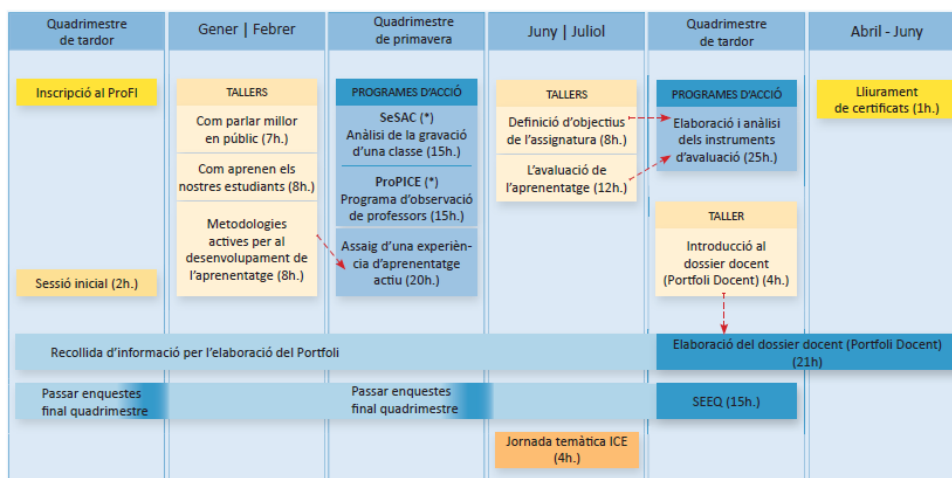 Quadrimestre
de tardor
Gener | Febrer
Quadrimestre
de primavera
Juny | Juliol
Quadrimestre
de tardor
Abril - Juny
Inscripció al ProFI
Sessió inicial (2h.)
TALLERS
Com parlar millor
en públic (7h.)
Com aprenen els
nostres estudiants (8h.)
Metodologies
actives per al
desenvolupament de
l'aprenentatge (8h.)
PROGRAMES D'ACCIÓ
SeSAC (*)
Anàlisi de la gravació
d'una classe (15h.)
ProPICE (*)
Programa d'observació
de professors (15h.)
Assaig d'una experièn-
cia d'aprenentatge
actiu (20h.)
TALLERS
Definició d'objectius
de l'assignatura (8h.)
L'avaluació de
l'aprenentatge (12h.)
PROGRAMES D'ACCIÓ
Elaboració i anàlisi
dels instruments
d'avaluació (25h.)
TALLER
Introducció al
dossier docent
(Portfoli Docent) (4h.)
Lliurament
de certificats (1h.)
Recollida d'informació per l'elaboració del Portfoli
Elaboració del dossier docent (Portfoli Docent)
(21h)
Passar enquestes
final quadrimestre
Passar enquestes
final quadrimestre
SEEQ (15h.)
Jornada temàtica ICE
(4h.)